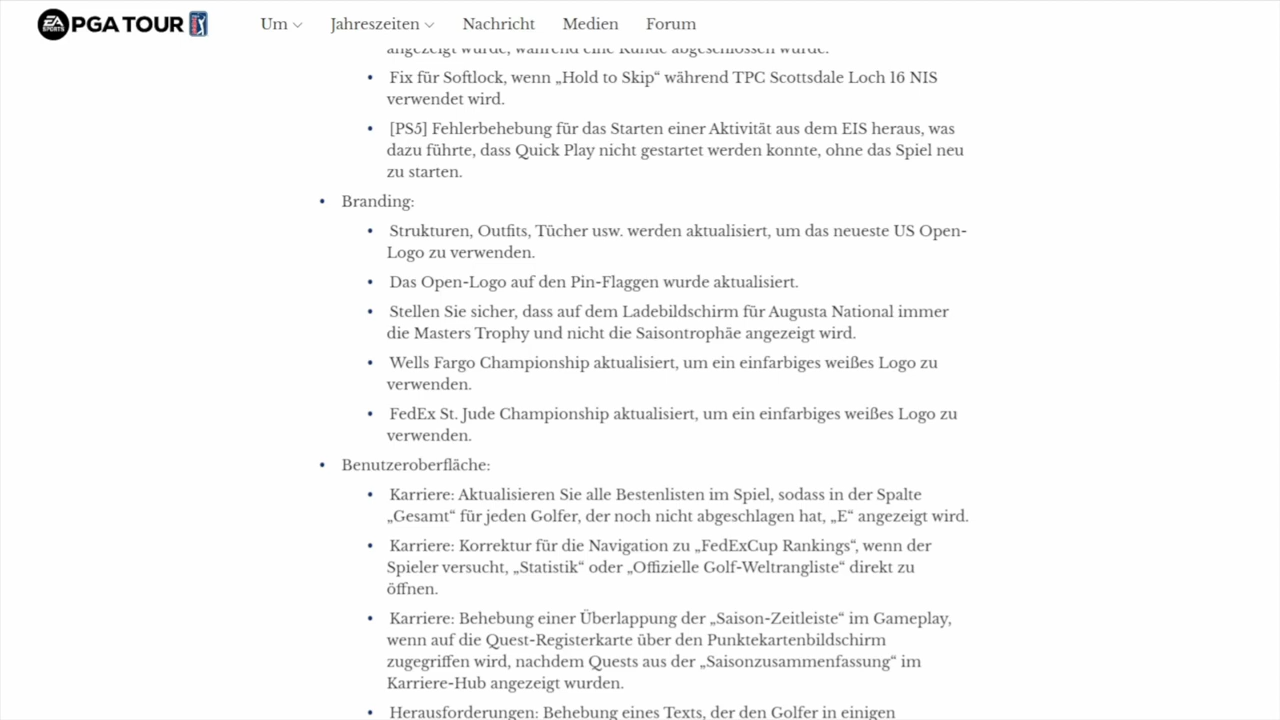 EA SPORTS PGA TOUR Um Jahreszeiten Nachricht Medien Forum
angezeigt wurde, während eine Runde abgeschlossen wurde.
• Fix für Softlock, wenn „Hold to Skip“ während TPC Scottsdale Loch 16 NIS
verwendet wird.
• [PS5] Fehlerbehebung für das Starten einer Aktivität aus dem EIS heraus, was
dazu führte, dass Quick Play nicht gestartet werden konnte, ohne das Spiel neu
zu starten.
• Branding:
• Strukturen, Outfits, Tücher usw. werden aktualisiert, um das neueste US Open-
Logo zu verwenden.
• Das Open-Logo auf den Pin-Flaggen wurde aktualisiert.
• Stellen Sie sicher, dass auf dem Ladebildschirm für Augusta National immer
die Masters Trophy und nicht die Saisontrophäe angezeigt wird.
• Wells Fargo Championship aktualisiert, um ein einfarbiges weißes Logo zu
verwenden.
• FedEx St. Jude Championship aktualisiert, um ein einfarbiges weißes Logo zu
verwenden.
• Benutzeroberfläche:
• Karriere: Aktualisieren Sie alle Bestenlisten im Spiel, sodass in der Spalte
„Gesamt“ für jeden Golfer, der noch nicht abgeschlagen hat, „E“ angezeigt wird.
• Karriere: Korrektur für die Navigation zu „FedExCup Rankings“, wenn der
Spieler versucht, „Statistik“ oder „Offizielle Golf-Weltrangliste“ direkt zu
öffnen.
• Karriere: Behebung einer Überlappung der „Saison-Zeitleiste“ im Gameplay,
wenn auf die Quest-Registerkarte über den Punktekartenbildschirm
zugegriffen wird, nachdem Quests aus der „Saisonzusammenfassung“ im
Karriere-Hub angezeigt wurden.
• Herausforderungen: Behebung eines Texts, der den Golfer in einigen